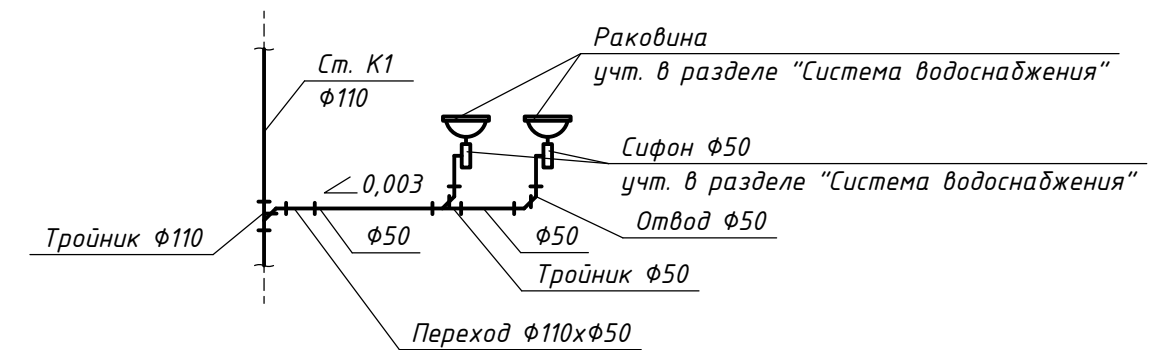 Раковина
учт. в разделе "Система водоснабжения"
Ст. К1
Ф110
Сифон Ф50
учт. в разделе "Система водоснабжения"
0,003
Отвод Ф50
Тройник Ф110
Ф50
Ф50
Тройник Ф50
Переход Ф110хФ50